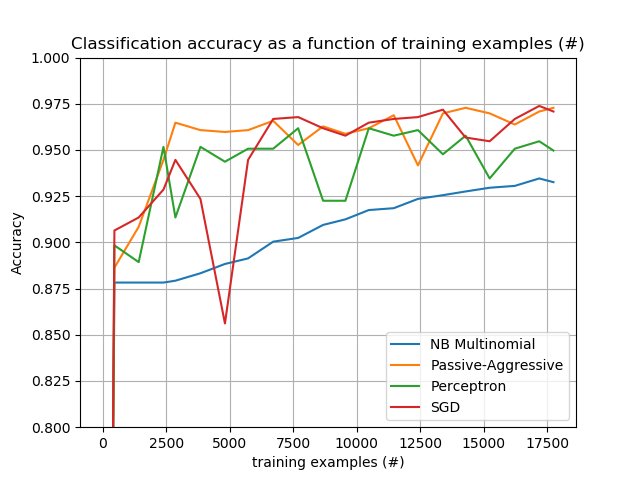 Classification accuracy as a function of training examples (#)
1.000
0.975
0.950
0.925
0.900
0.875
0.850
0.825
0.800
Accuracy
NB Multinomial
Passive-Aggressive
Perceptron
SGD
0 2500 5000 7500 10000 12500 15000 17500
training examples (#)